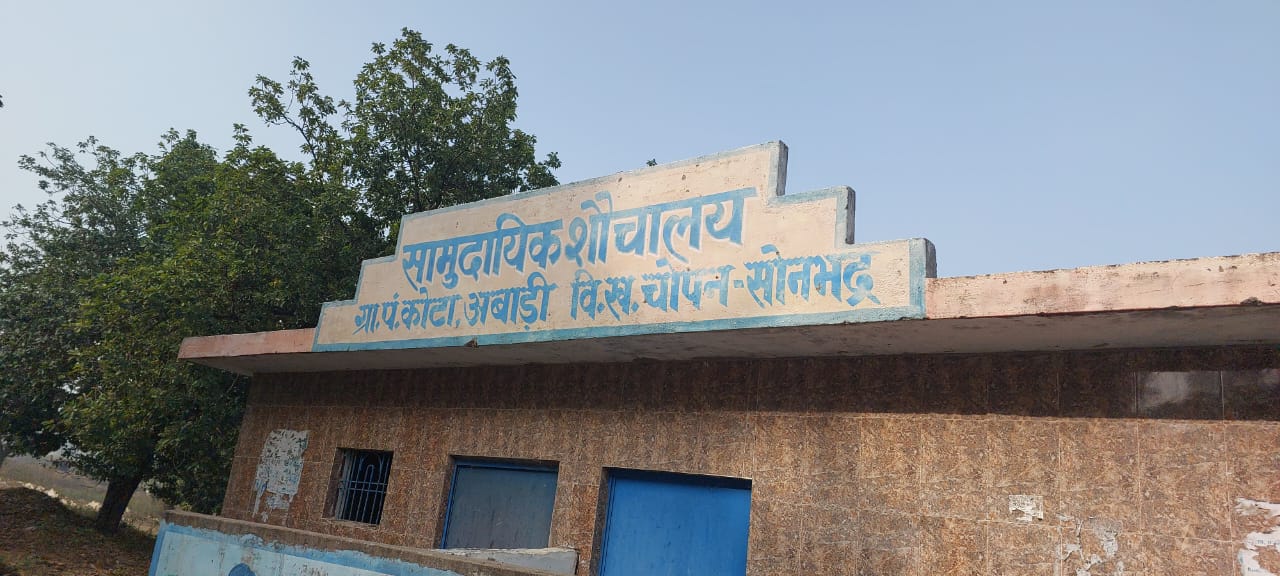 सामुदायिक शौचालय
ग्रा.पं.कोटा, अबाड़ी वि.ख. चोपन-सोनभद्र